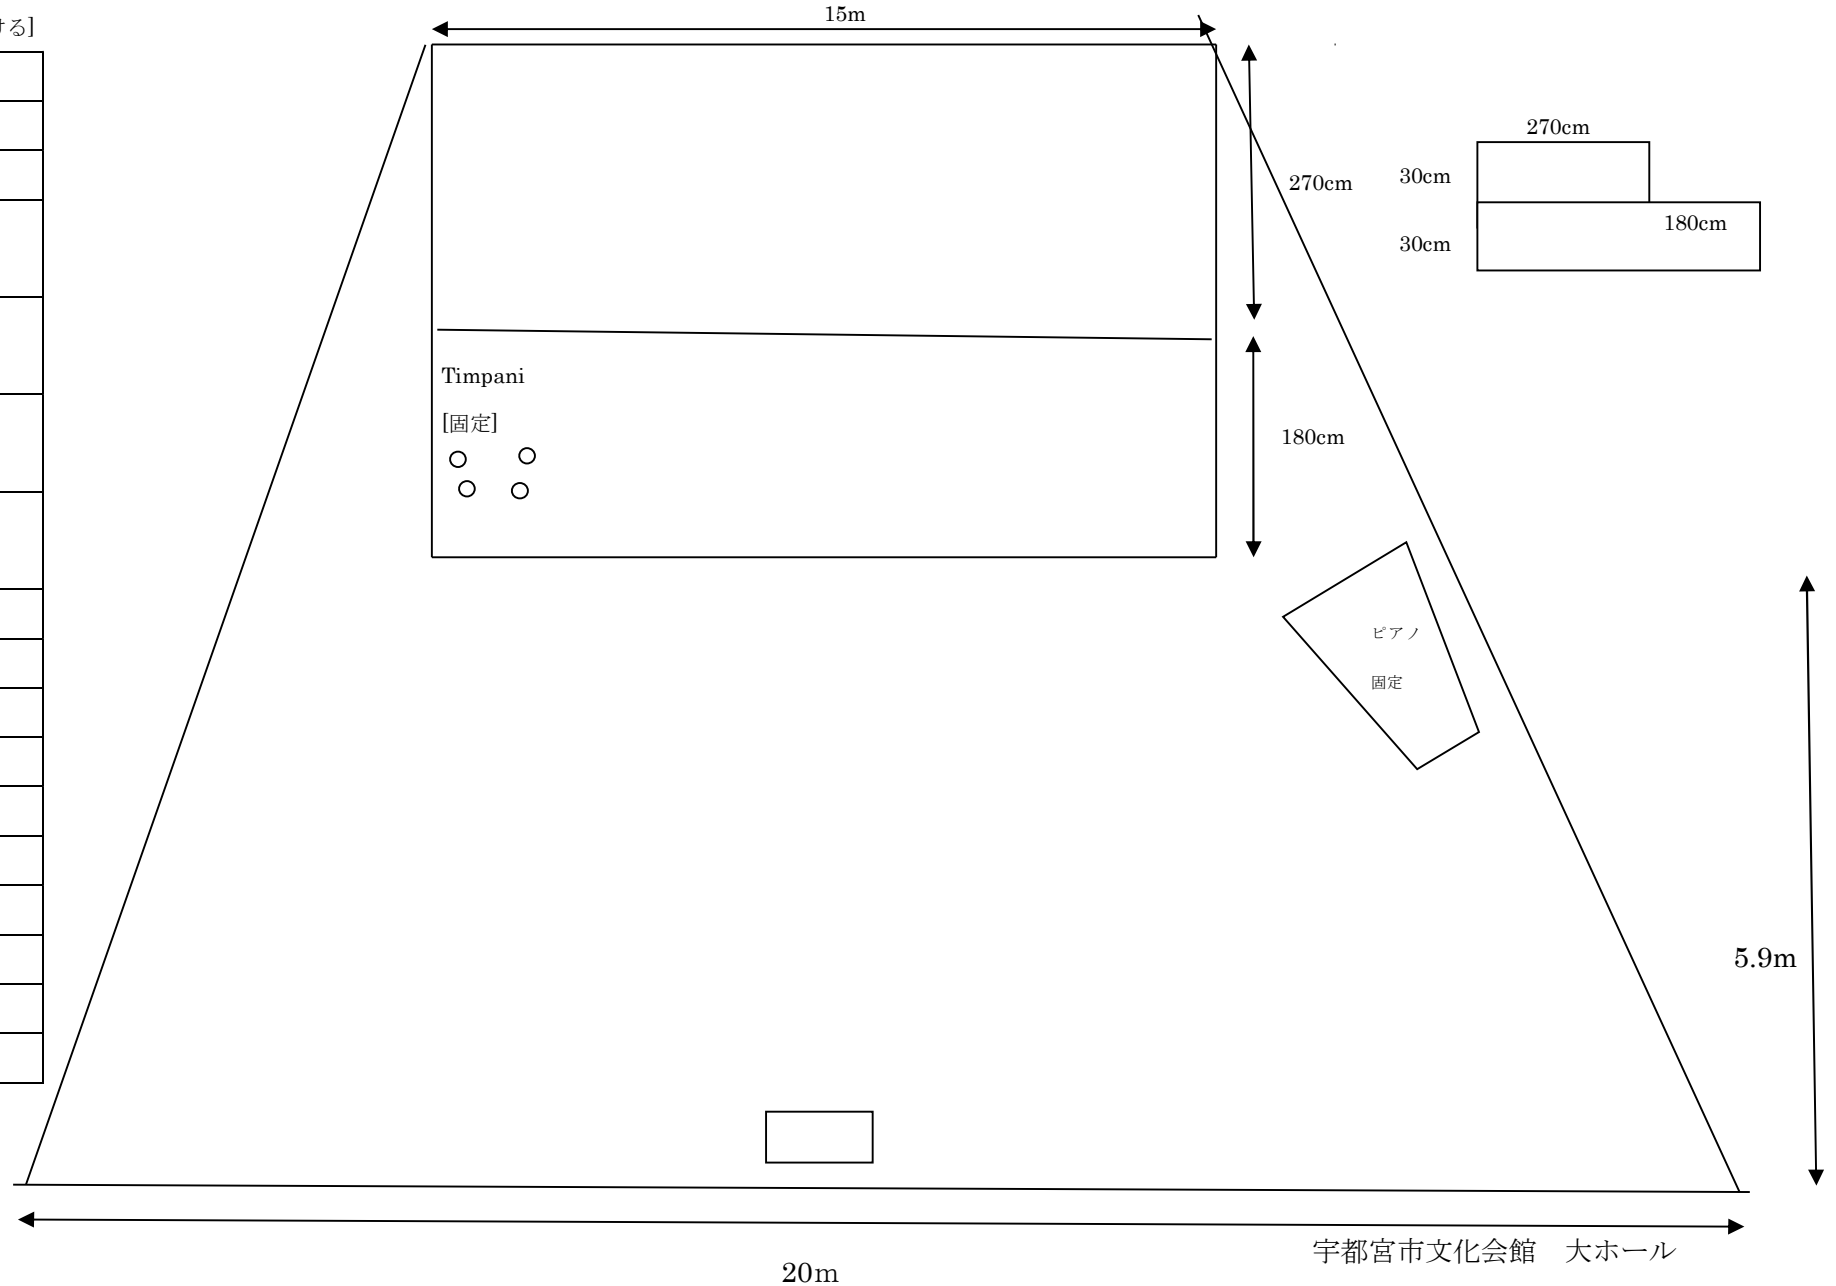 ける]
15m
270cm
270cm
30cm
180cm
30cm
Timpani
[固定]
180cm
ピアノ
固定
5.9m
宇都宮市文化会館　大ホール
20m